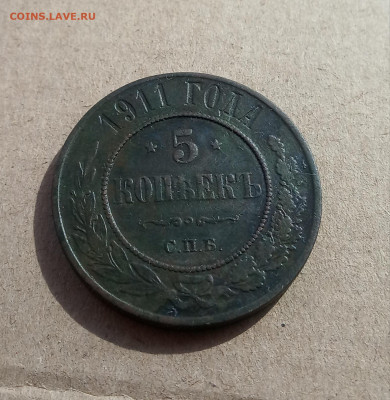 COINS.LAVE.RU
1911 ГОДА
5
КОПѢЕКЪ
С.П.Б.